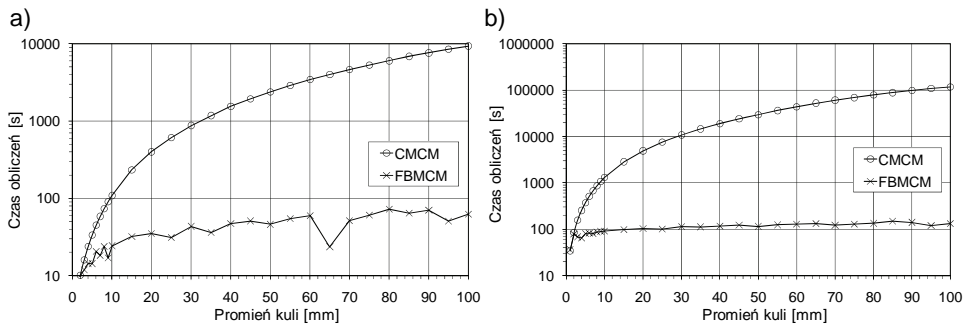 a)
10000
1000
100
10
0 10 20 30 40 50 60 70 80 90 100
Czas obliczeń [s]
Promień kuli [mm]
CMCM
FBMCM
b)
1000000
100000
10000
1000
100
10
0 10 20 30 40 50 60 70 80 90 100
Czas obliczeń [s]
Promień kuli [mm]
CMCM
FBMCM